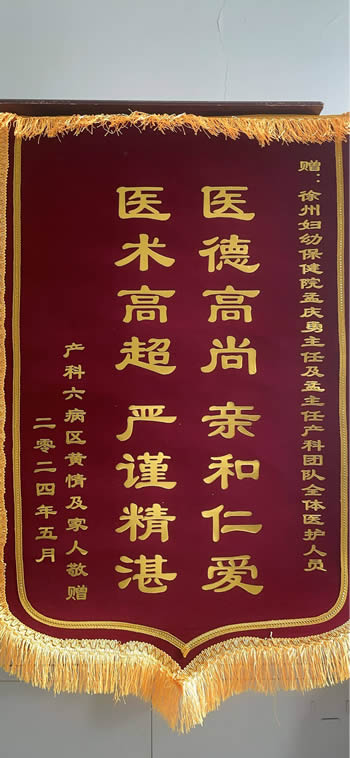 赠：徐州妇幼保健院孟庆勇主任及孟主任产科团队全体医护人员
医德高尚 亲和仁爱
医术高超 严谨精湛
产科六病区黄情及家人敬赠
二零二四年五月